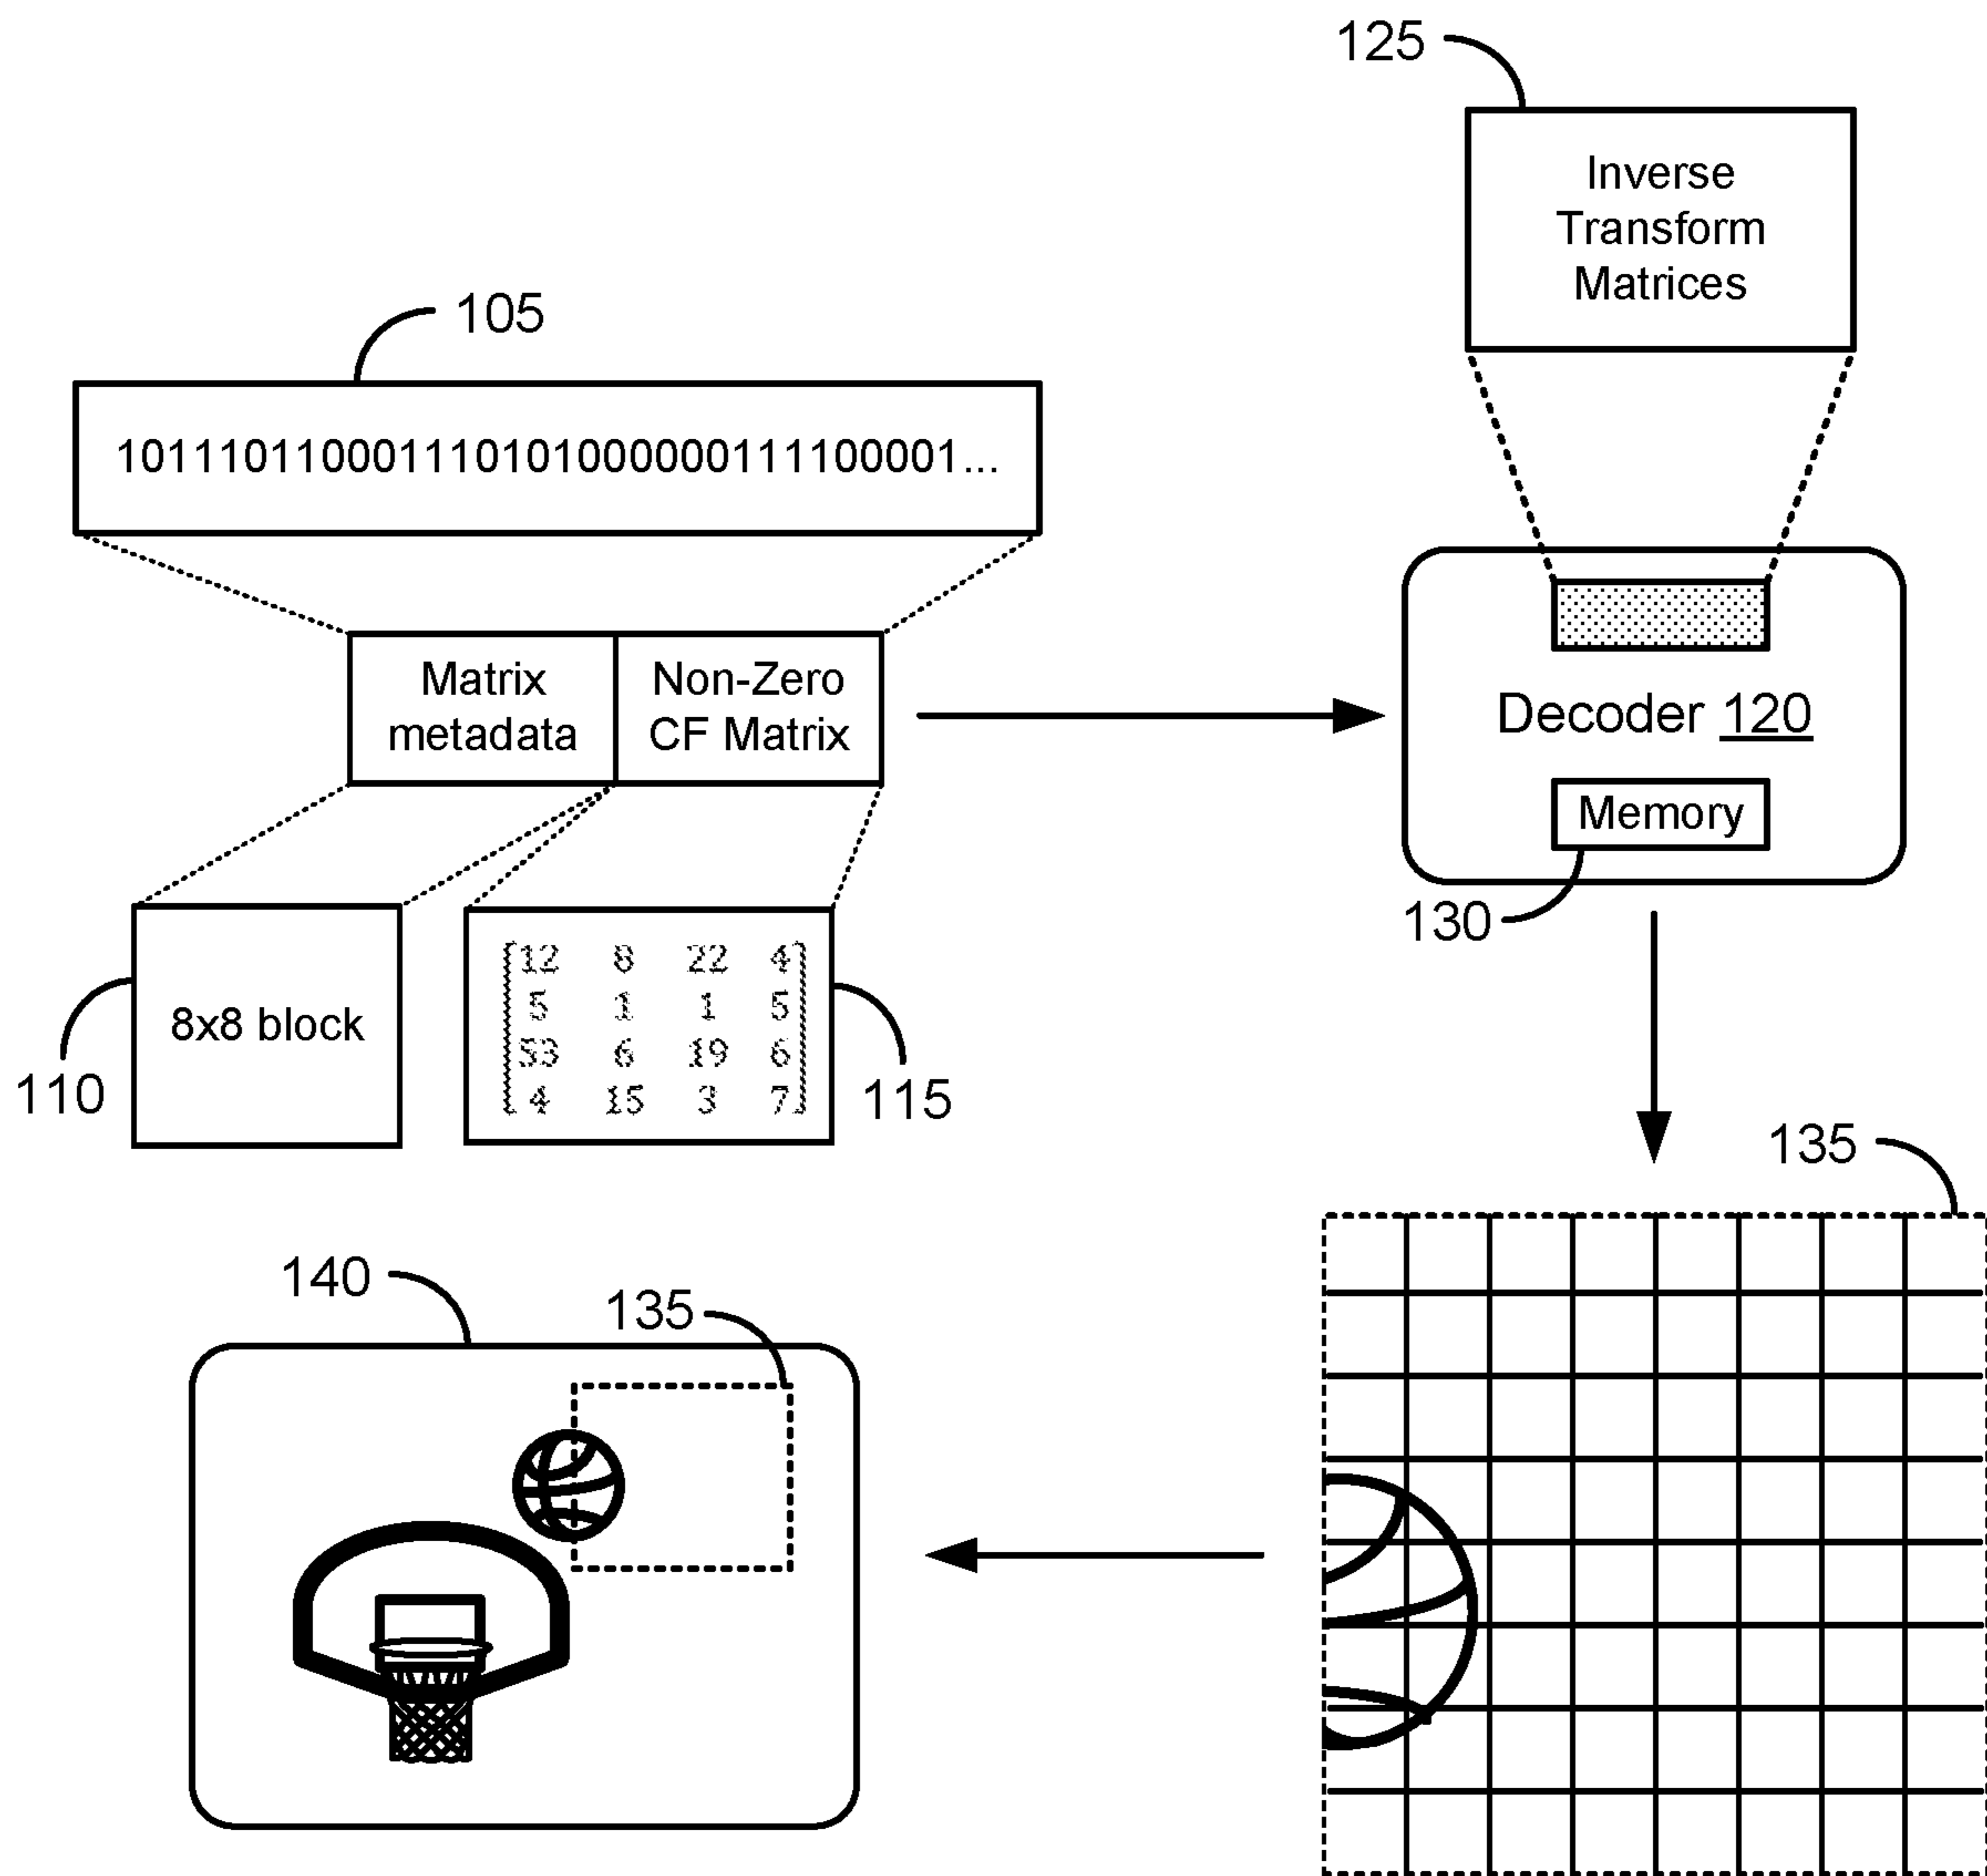 125
Inverse
Transform
Matrices
105
101110110001110101000000111100001...
Matrix
metadata
Non-Zero
CF Matrix
Decoder 120
Memory
130
110
8x8 block
12 8 22 4
5 1 1 5
53 6 19 6
4 15 3 7
115
135
140
135